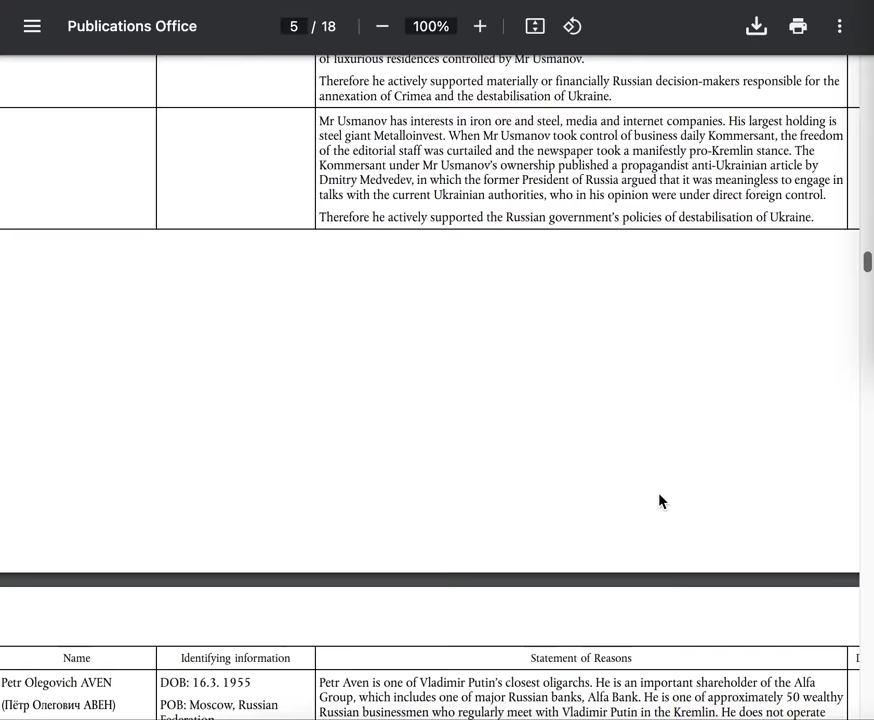 Publications Office
5 / 18
100%
of luxurious residences controlled by Mr Usmanov.
Therefore he actively supported materially or financially Russian decision-makers responsible for the
annexation of Crimea and the destabilisation of Ukraine.
Mr Usmanov has interests in iron ore and steel, media and internet companies. His largest holding is
steel giant Metalloinvest. When Mr Usmanov took control of business daily Kommersant, the freedom
of the editorial staff was curtailed and the newspaper took a manifestly pro-Kremlin stance. The
Kommersant under Mr Usmanov's ownership published a propagandist anti-Ukrainian article by
Dmitry Medvedev, in which the former President of Russia argued that it was meaningless to engage in
talks with the current Ukrainian authorities, who in his opinion were under direct foreign control.
Therefore he actively supported the Russian government's policies of destabilisation of Ukraine.
Name
Identifying information
Statement of Reasons
Petr Olegovich AVEN
(Пётр Олегович АВЕН)
DOB: 16.3. 1955
POB: Moscow, Russian
Federation
Petr Aven is one of Vladimir Putin's closest oligarchs. He is an important shareholder of the Alfa
Group, which includes one of major Russian banks, Alfa Bank. He is one of approximately 50 wealthy
Russian businessmen who regularly meet with Vladimir Putin in the Kremlin. He does not operate